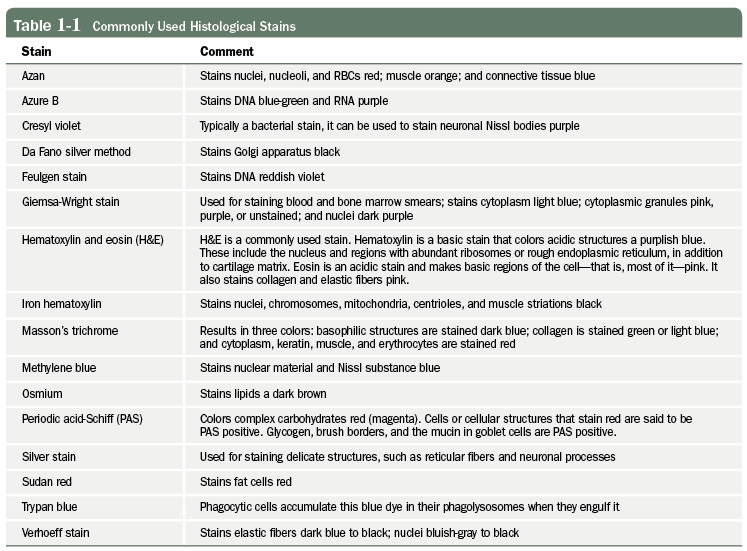 Table 1-1 Commonly Used Histological Stains
Stain Comment
Azan Stains nuclei, nucleoli, and RBCs red; muscle orange; and connective tissue blue
Azure B Stains DNA blue-green and RNA purple
Cresyl violet Typically a bacterial stain, it can be used to stain neuronal Nissl bodies purple
Da Fano silver method Stains Golgi apparatus black
Feulgen stain Stains DNA reddish violet
Giemsa-Wright stain Used for staining blood and bone marrow smears; stains cytoplasm light blue; cytoplasmic granules pink,
purple, or unstained; and nuclei dark purple
Hematoxylin and eosin (H&E) H&E is a commonly used stain. Hematoxylin is a basic stain that colors acidic structures a purplish blue.
These include the nucleus and regions with abundant ribosomes or rough endoplasmic reticulum, in addition
to cartilage matrix. Eosin is an acidic stain and makes basic regions of the cell—that is, most of it—pink. It
also stains collagen and elastic fibers pink.
Iron hematoxylin Stains nuclei, chromosomes, mitochondria, centrioles, and muscle striations black
Masson's trichrome Results in three colors: basophilic structures are stained dark blue; collagen is stained green or light blue;
and cytoplasm, keratin, muscle, and erythrocytes are stained red
Methylene blue Stains nuclear material and Nissl substance blue
Osmium Stains lipids a dark brown
Periodic acid-Schiff (PAS) Colors complex carbohydrates red (magenta). Cells or cellular structures that stain red are said to be
PAS positive. Glycogen, brush borders, and the mucin in goblet cells are PAS positive.
Silver stain Used for staining delicate structures, such as reticular fibers and neuronal processes
Sudan red Stains fat cells red
Trypan blue Phagocytic cells accumulate this blue dye in their phagolysosomes when they engulf it
Verhoeff stain Stains elastic fibers dark blue to black; nuclei bluish-gray to black